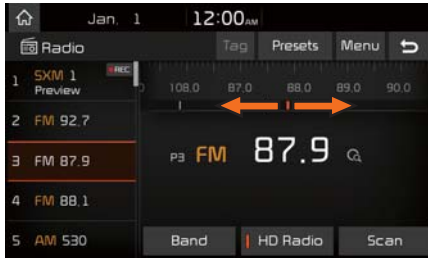 Jan. 1 12:00 AM
Radio Tag Presets Menu
1 SXM 1 REC
Preview
108.0 87.0 88.0 89.0 90.0
2 FM 92.7
3 FM 87.9
P3 FM 87.9
4 FM 88.1
5 AM 530
Band HD Radio Scan